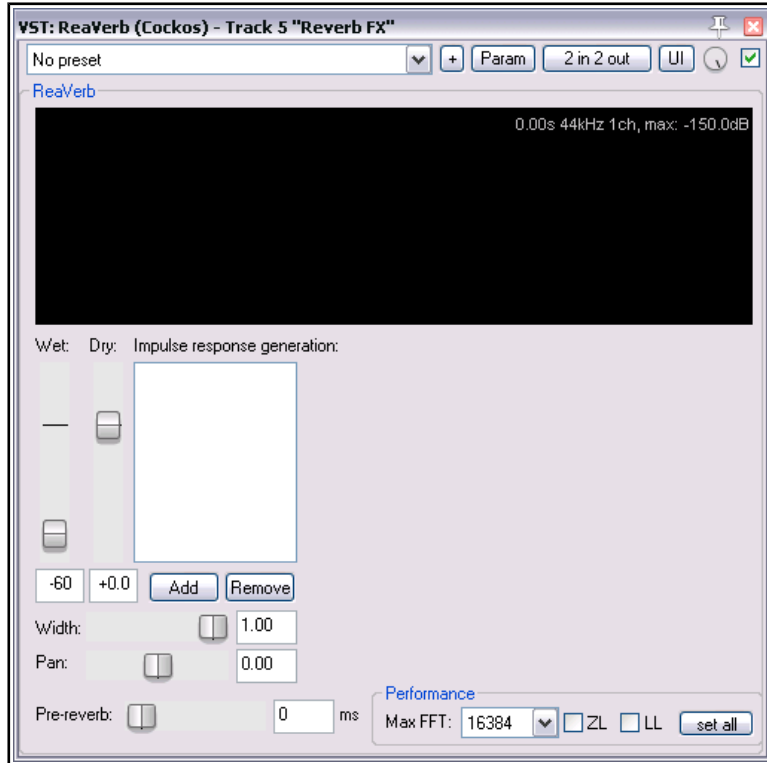 VST: ReaVerb (Cockos) - Track 5 "Reverb FX"
No preset + Param 2 in 2 out UI
ReaVerb
0.00s 44kHz 1ch, max: -150.0dB
Wet: Dry: Impulse response generation:
-60 +0.0 Add Remove
Width: 1.00
Pan: 0.00
Performance
Pre-reverb: 0 ms Max FFT: 16384 ZL LL set all